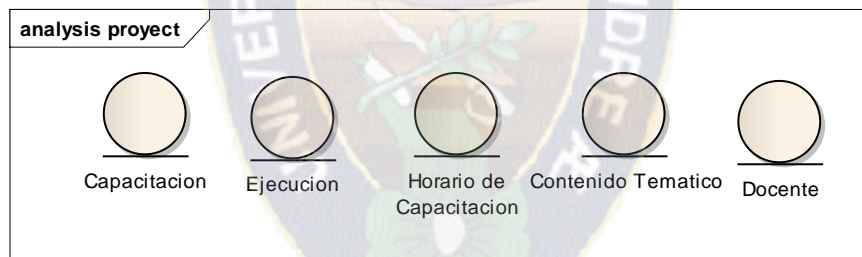 analysis proyect
Capacitacion
Ejecucion
Horario de
Capacitacion
Contenido Tematico
Docente